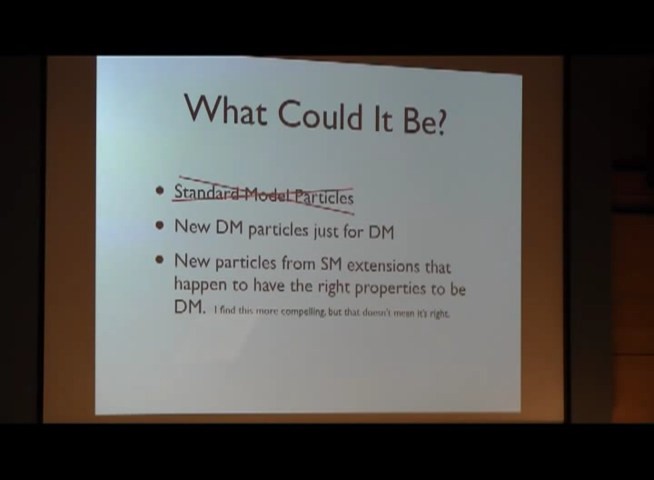 What Could It Be?
• Standard Model Particles
• New DM particles just for DM
• New particles from SM extensions that
happen to have the right properties to be
DM. I find this more compelling, but that doesn't mean it's right.